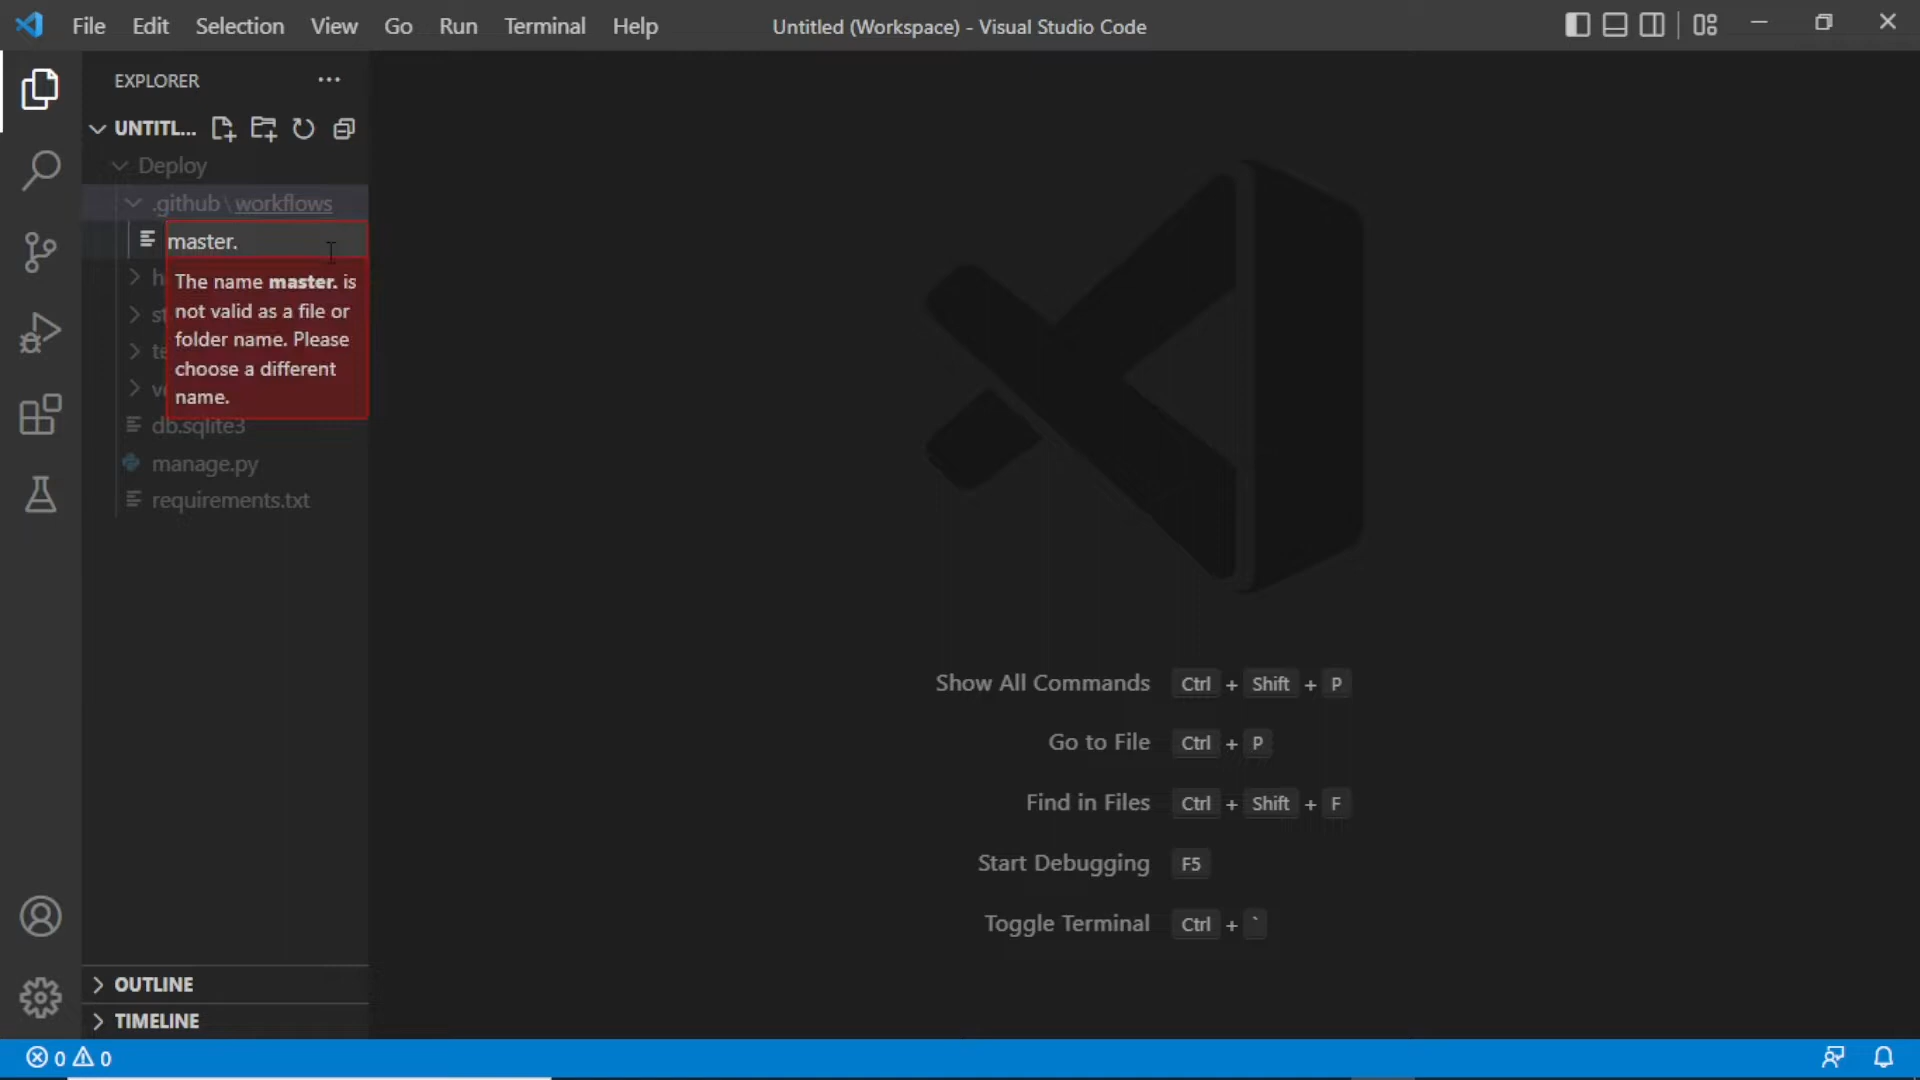 File Edit Selection View Go Run Terminal Help Untitled (Workspace) - Visual Studio Code
EXPLORER
UNTITL...
Deploy
.github\workflows
master.
The name master. is
not valid as a file or
folder name. Please
choose a different
name.
db.sqlite3
manage.py
requirements.txt
Show All Commands Ctrl + Shift + P
Go to File Ctrl + P
Find in Files Ctrl + Shift + F
Start Debugging F5
Toggle Terminal Ctrl + `
OUTLINE
TIMELINE
0 0